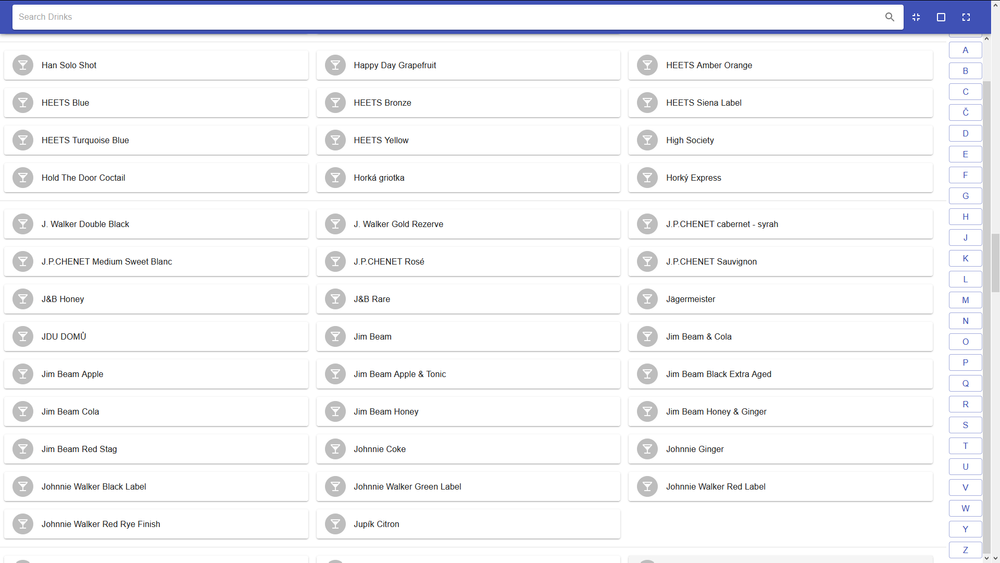 Search Drinks
Han Solo Shot
Happy Day Grapefruit
HEETS Amber Orange
HEETS Blue
HEETS Bronze
HEETS Siena Label
HEETS Turquoise Blue
HEETS Yellow
High Society
Hold The Door Coctail
Horká griotka
Horký Express
J. Walker Double Black
J. Walker Gold Rezerve
J.P.CHENET cabernet - syrah
J.P.CHENET Medium Sweet Blanc
J.P.CHENET Rosé
J.P.CHENET Sauvignon
J&B Honey
J&B Rare
Jägermeister
JDU DOMŮ
Jim Beam
Jim Beam & Cola
Jim Beam Apple
Jim Beam Apple & Tonic
Jim Beam Black Extra Aged
Jim Beam Cola
Jim Beam Honey
Jim Beam Honey & Ginger
Jim Beam Red Stag
Johnnie Coke
Johnnie Ginger
Johnnie Walker Black Label
Johnnie Walker Green Label
Johnnie Walker Red Label
Johnnie Walker Red Rye Finish
Jupík Citron
A
B
C
Č
D
E
F
G
H
J
K
L
M
N
O
P
Q
R
S
T
U
V
W
Y
Z